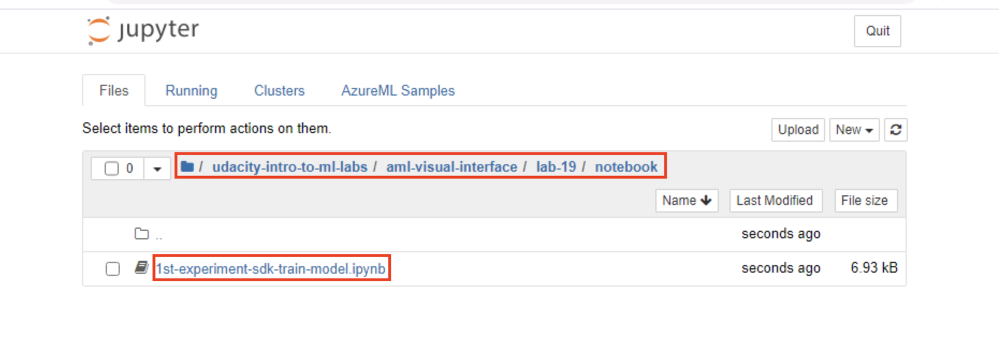 jupyter
Quit
Files Running Clusters AzureML Samples
Select items to perform actions on them.
Upload New
0 / udacity-intro-to-ml-labs / aml-visual-interface / lab-19 / notebook
Name Last Modified File size
.. seconds ago
1st-experiment-sdk-train-model.ipynb seconds ago 6.93 kB